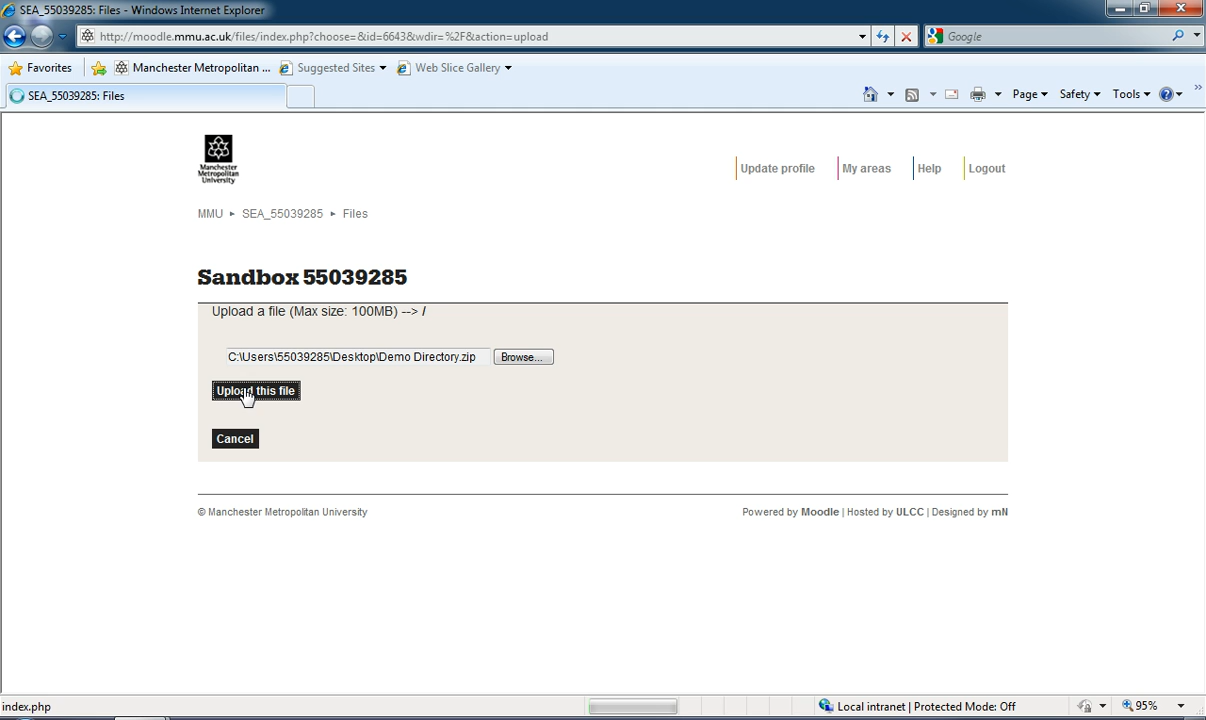 SEA_55039285: Files - Windows Internet Explorer
http://moodle.mmu.ac.uk/files/index.php?choose=&id=6643&wdir=%2F&action=upload
Google
Favorites
Manchester Metropolitan ...
Suggested Sites
Web Slice Gallery
SEA_55039285: Files
Page
Safety
Tools
»
Manchester
Metropolitan
University
Update profile
My areas
Help
Logout
MMU ► SEA_55039285 ► Files
Sandbox 55039285
Upload a file (Max size: 100MB) --> /
C:\Users\55039285\Desktop\Demo Directory.zip
Browse...
Upload this file
Cancel
© Manchester Metropolitan University
Powered by Moodle | Hosted by ULCC | Designed by mN
index.php
Local intranet | Protected Mode: Off
95%